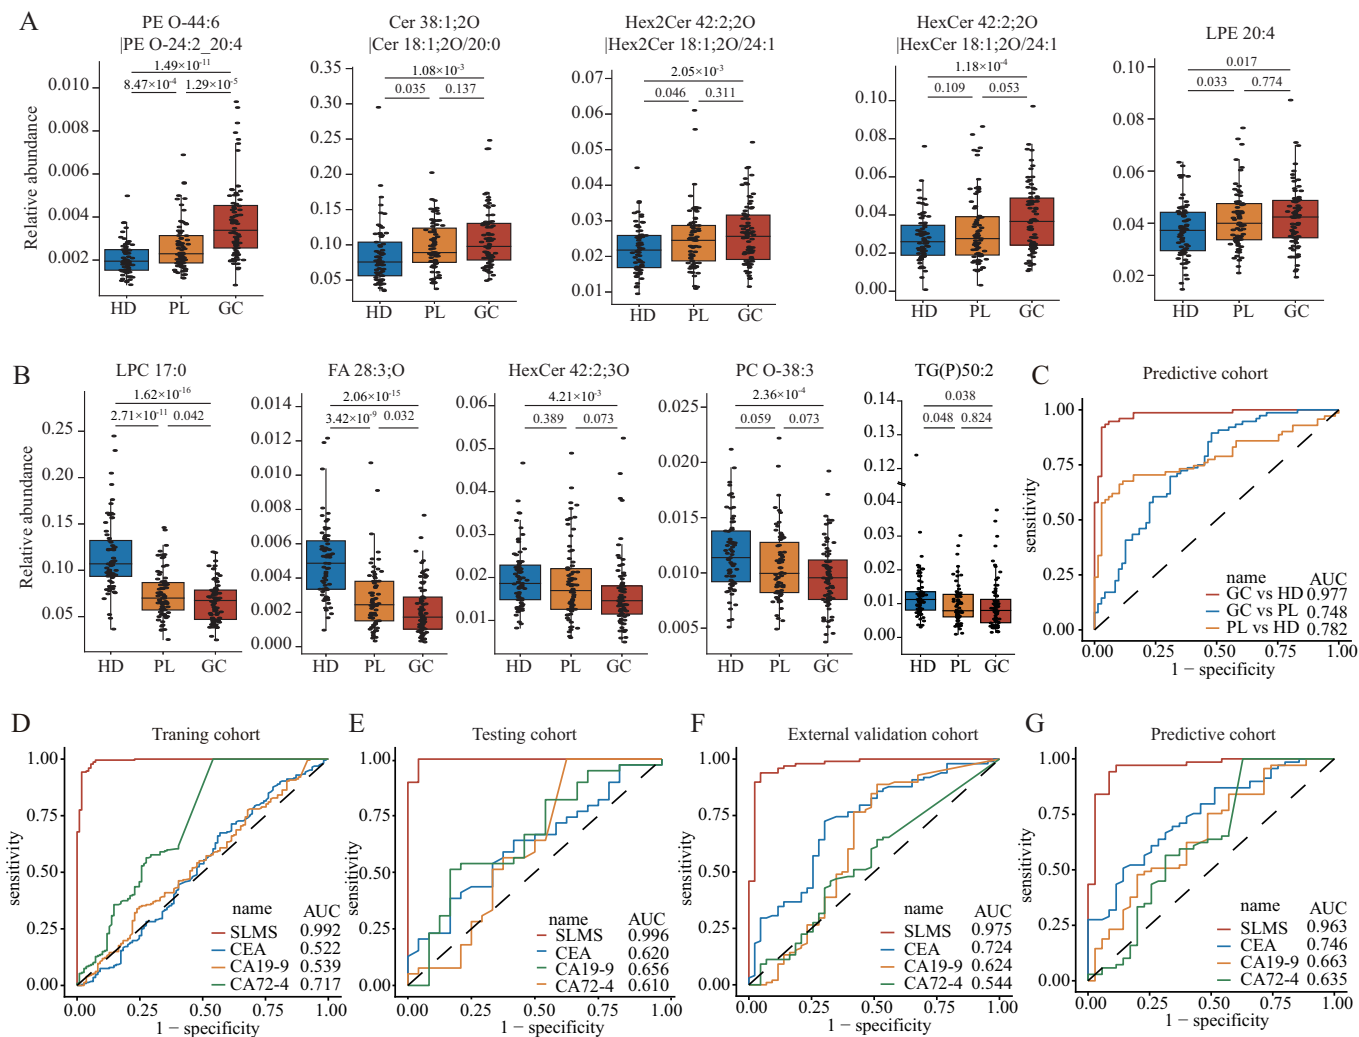 A
PE O-44:6
|PE O-24:2_20:4
1.49×10⁻¹¹
8.47×10⁻⁴ 1.29×10⁻⁵
Relative abundance
0.010
0.008
0.006
0.004
0.002
HD PL GC
Cer 38:1;2O
|Cer 18:1;2O/20:0
1.08×10⁻³
0.035 0.137
0.35
0.30
0.25
0.20
0.15
0.10
0.05
HD PL GC
Hex2Cer 42:2;2O
|Hex2Cer 18:1;2O/24:1
2.05×10⁻³
0.046 0.311
0.07
0.06
0.05
0.04
0.03
0.02
0.01
HD PL GC
HexCer 42:2;2O
|HexCer 18:1;2O/24:1
1.18×10⁻⁴
0.109 0.053
0.10
0.08
0.06
0.04
0.02
0.00
HD PL GC
LPE 20:4
0.017
0.033 0.774
0.10
0.08
0.06
0.04
0.02
HD PL GC
B
LPC 17:0
1.62×10⁻¹⁶
2.71×10⁻¹¹ 0.042
Relative abundance
0.25
0.20
0.15
0.10
0.05
HD PL GC
FA 28:3;O
2.06×10⁻¹⁵
3.42×10⁻⁹ 0.032
0.014
0.012
0.010
0.008
0.006
0.004
0.002
0.000
HD PL GC
HexCer 42:2;3O
4.21×10⁻³
0.389 0.073
0.06
0.05
0.04
0.03
0.02
0.01
HD PL GC
PC O-38:3
2.36×10⁻⁴
0.059 0.073
0.025
0.020
0.015
0.010
0.005
HD PL GC
TG(P)50:2
0.038
0.048 0.824
0.14
0.13
0.12
0.04
0.02
0.01
0.00
HD PL GC
C
Predictive cohort
sensitivity
1.00
0.75
0.50
0.25
0.00
name AUC
GC vs HD 0.977
GC vs PL 0.748
PL vs HD 0.782
0.00 0.25 0.50 0.75 1.00
1 − specificity
D
Traning cohort
sensitivity
1.00
0.75
0.50
0.25
0.00
name AUC
SLMS 0.992
CEA 0.522
CA19-9 0.539
CA72-4 0.717
0.00 0.25 0.50 0.75 1.00
1 − specificity
E
Testing cohort
sensitivity
1.00
0.75
0.50
0.25
0.00
name AUC
SLMS 0.996
CEA 0.620
CA19-9 0.656
CA72-4 0.610
0.00 0.25 0.50 0.75 1.00
1 − specificity
F
External validation cohort
sensitivity
1.00
0.75
0.50
0.25
0.00
name AUC
SLMS 0.975
CEA 0.724
CA19-9 0.624
CA72-4 0.544
0.00 0.25 0.50 0.75 1.00
1 − specificity
G
Predictive cohort
sensitivity
1.00
0.75
0.50
0.25
0.00
name AUC
SLMS 0.963
CEA 0.746
CA19-9 0.663
CA72-4 0.635
0.00 0.25 0.50 0.75 1.00
1 − specificity